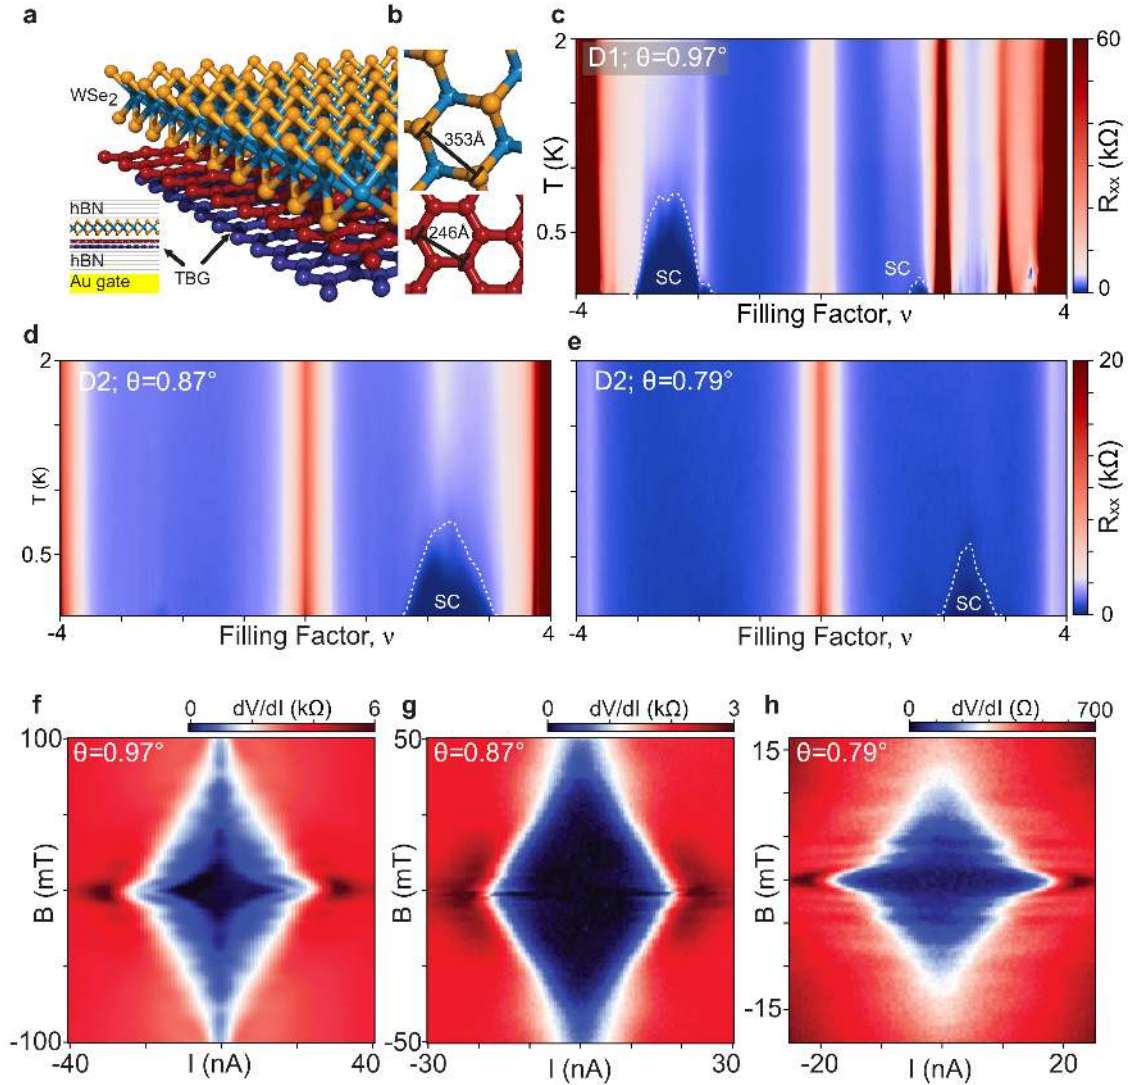 a
WSe2
hBN
hBN
Au gate
TBG
b
353Å
246Å
c
D1; θ=0.97°
2
0.5
T (K)
SC
SC
-4
4
Filling Factor, ν
60
0
Rxx (kΩ)
d
D2; θ=0.87°
2
0.5
T (K)
SC
-4
4
Filling Factor, ν
e
D2; θ=0.79°
SC
-4
4
Filling Factor, ν
20
0
Rxx (kΩ)
f
0 dV/dI (kΩ) 6
θ=0.97°
100
-100
B (mT)
-40
40
I (nA)
g
0 dV/dI (kΩ) 3
θ=0.87°
50
-50
B (mT)
-30
30
I (nA)
h
0 dV/dI (Ω) 700
θ=0.79°
15
-15
B (mT)
-20
20
I (nA)